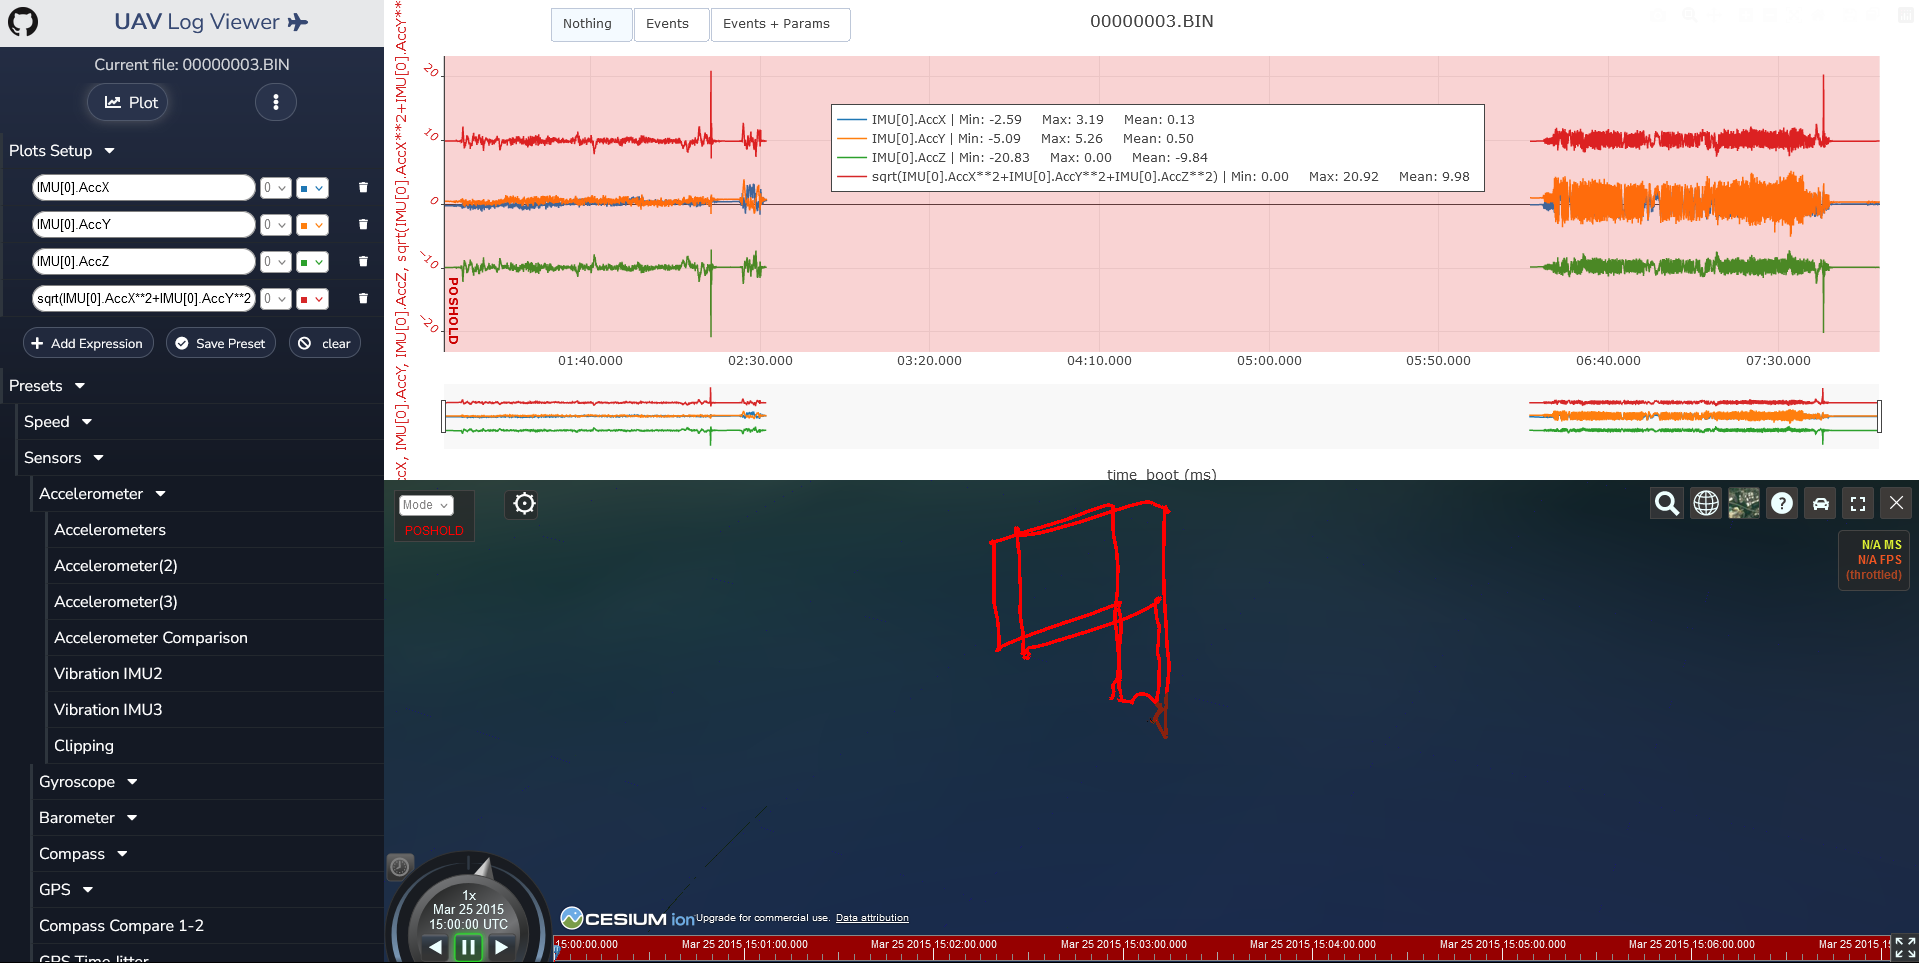 UAV Log Viewer
Current file: 00000003.BIN
Plot
Plots Setup
IMU[0].AccX
0
IMU[0].AccY
0
IMU[0].AccZ
0
sqrt(IMU[0].AccX**2+IMU[0].AccY**2
0
Add Expression
Save Preset
clear
Presets
Speed
Sensors
Accelerometer
Accelerometers
Accelerometer(2)
Accelerometer(3)
Accelerometer Comparison
Vibration IMU2
Vibration IMU3
Clipping
Gyroscope
Barometer
Compass
GPS
Compass Compare 1-2
GPS Time Jitter
Nothing
Events
Events + Params
00000003.BIN
ccX, IMU[0].AccY, IMU[0].AccZ, sqrt(IMU[0].AccX**2+IMU[0].AccY**
20
10
0
−10
−20
POSHOLD
IMU[0].AccX | Min: -2.59 Max: 3.19 Mean: 0.13
IMU[0].AccY | Min: -5.09 Max: 5.26 Mean: 0.50
IMU[0].AccZ | Min: -20.83 Max: 0.00 Mean: -9.84
sqrt(IMU[0].AccX**2+IMU[0].AccY**2+IMU[0].AccZ**2) | Min: 0.00 Max: 20.92 Mean: 9.98
01:40.000 02:30.000 03:20.000 04:10.000 05:00.000 05:50.000 06:40.000 07:30.000
time_boot (ms)
Mode
POSHOLD
?
N/A MS
N/A FPS
(throttled)
1x
Mar 25 2015
15:00:00 UTC
CESIUM ion
Upgrade for commercial use. Data attribution
15:00:00.000 Mar 25 2015 15:01:00.000 Mar 25 2015 15:02:00.000 Mar 25 2015 15:03:00.000 Mar 25 2015 15:04:00.000 Mar 25 2015 15:05:00.000 Mar 25 2015 15:06:00.000 Mar 25 2015 1